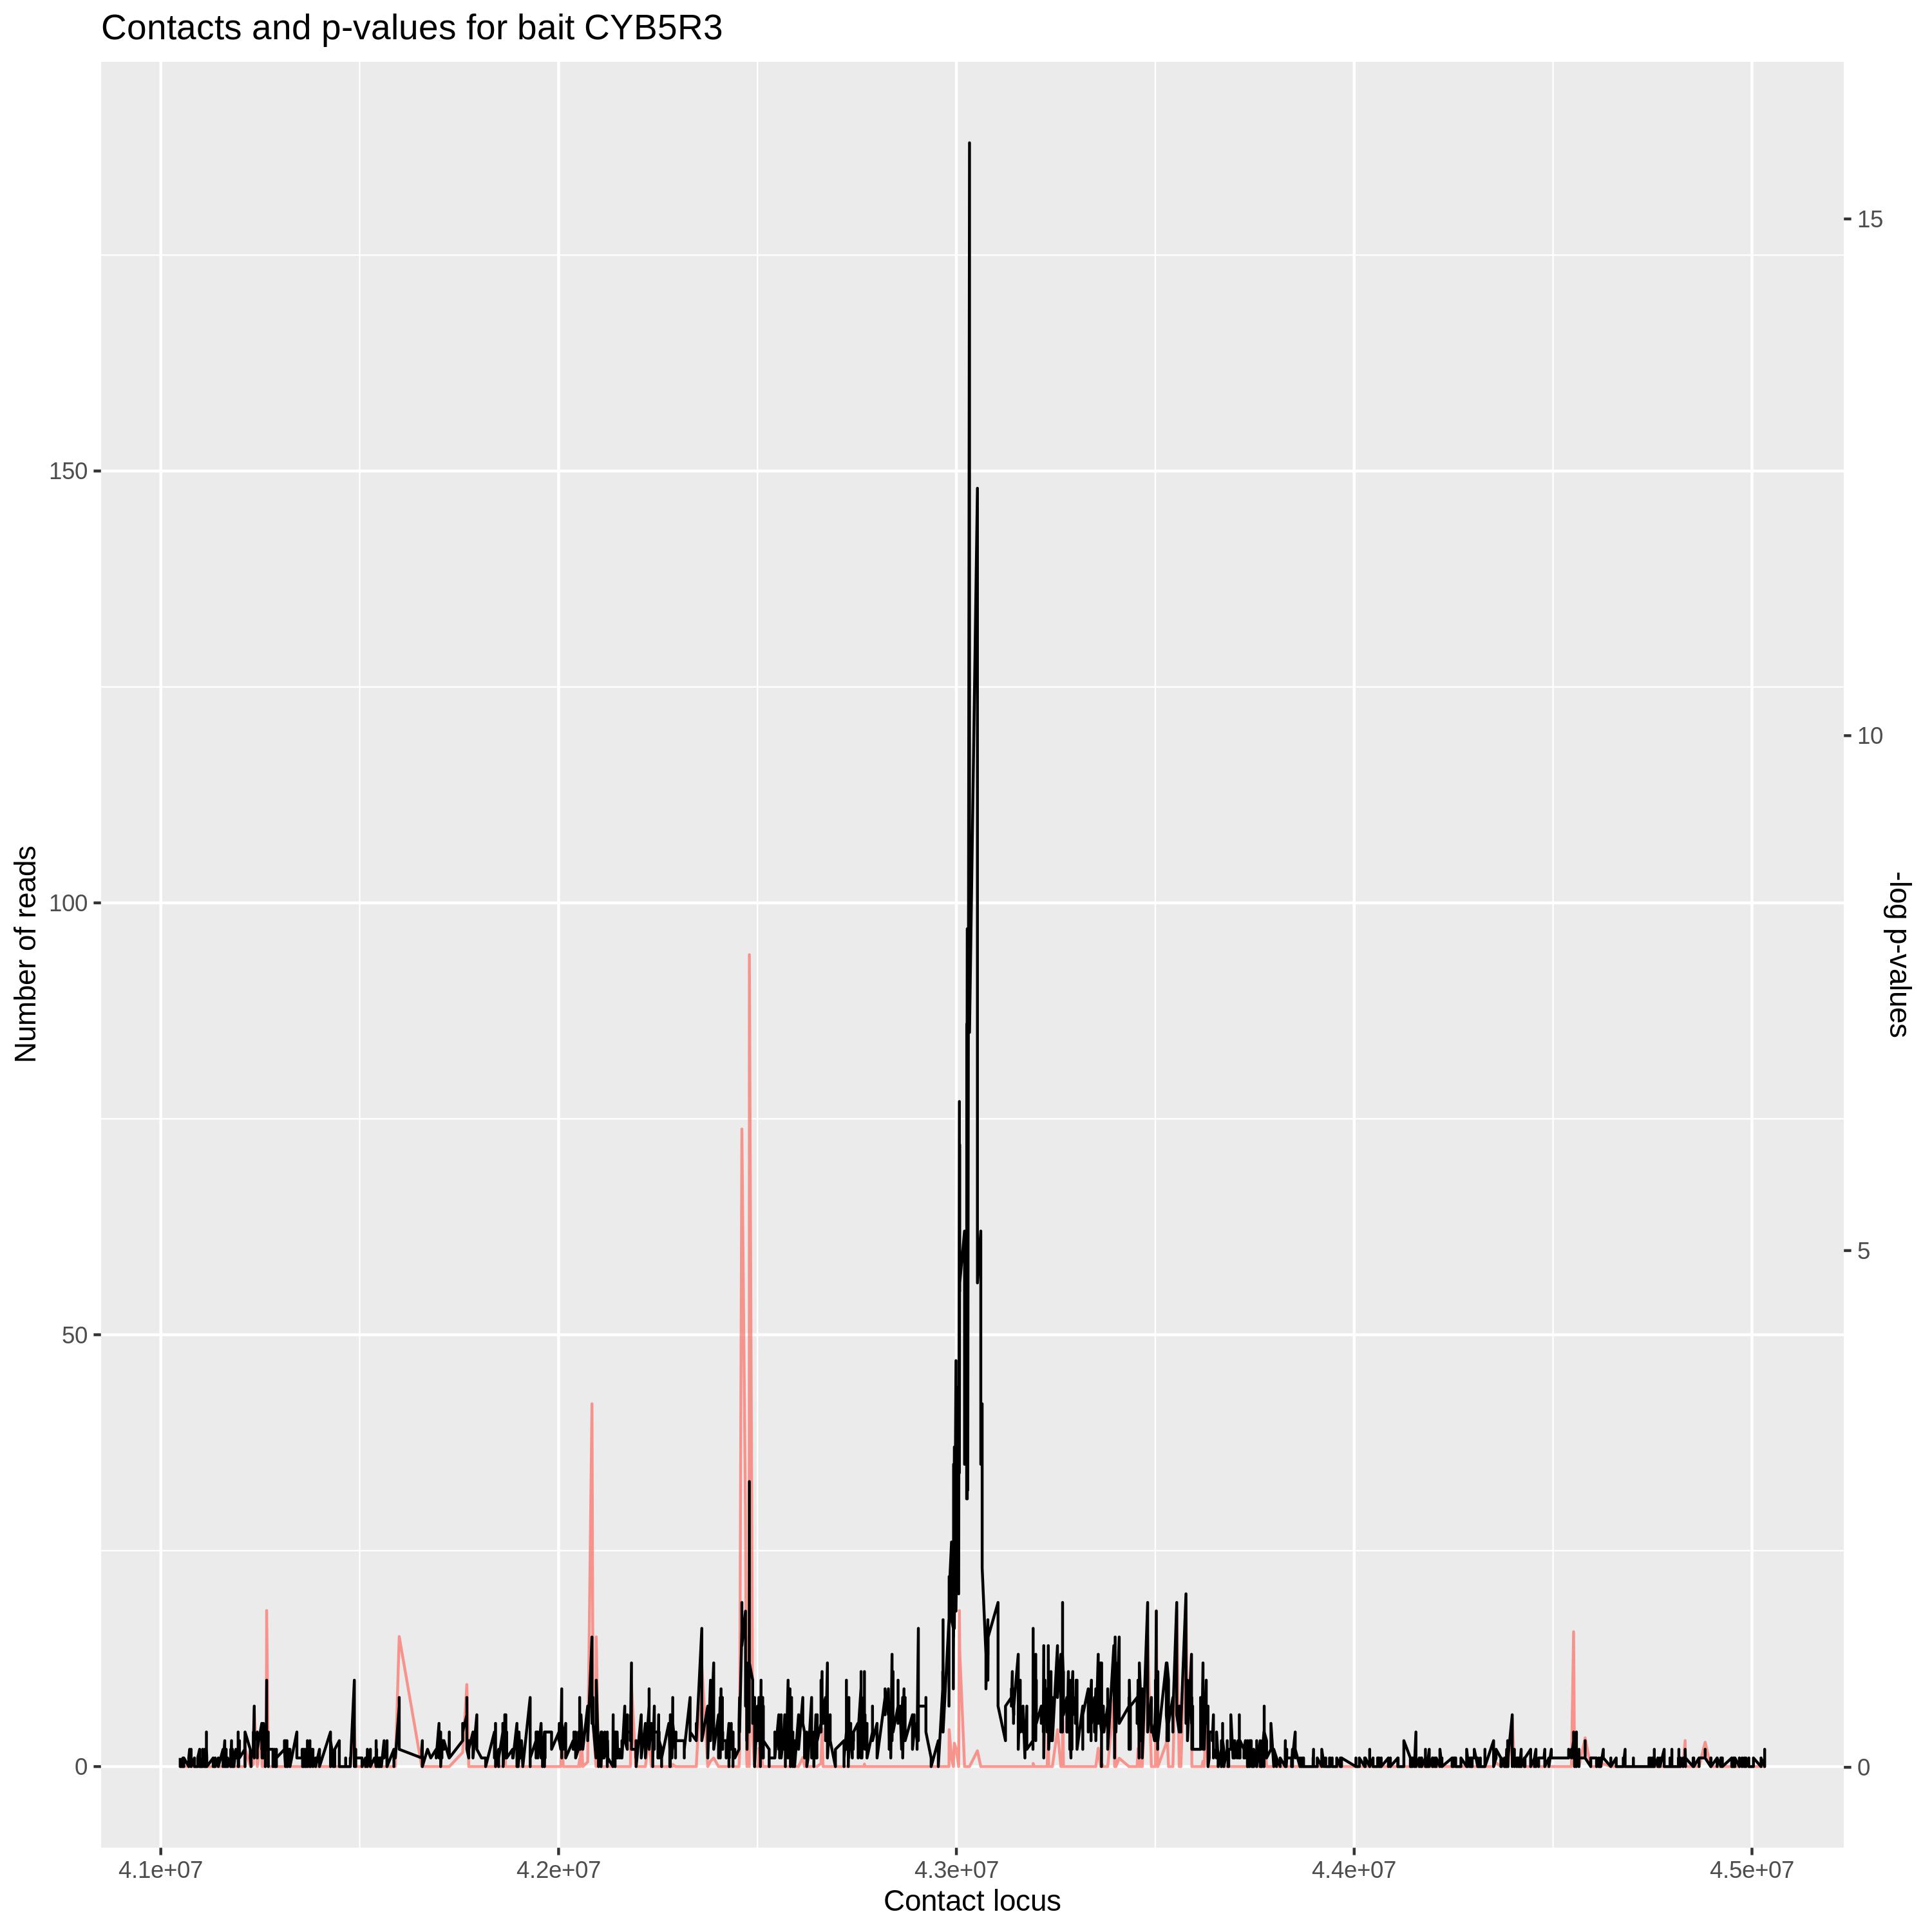 Contacts and p-values for bait CYB5R3
Number of reads
150
100
50
0
15
10
5
0
-log p-values
4.1e+07 4.2e+07 4.3e+07 4.4e+07 4.5e+07
Contact locus